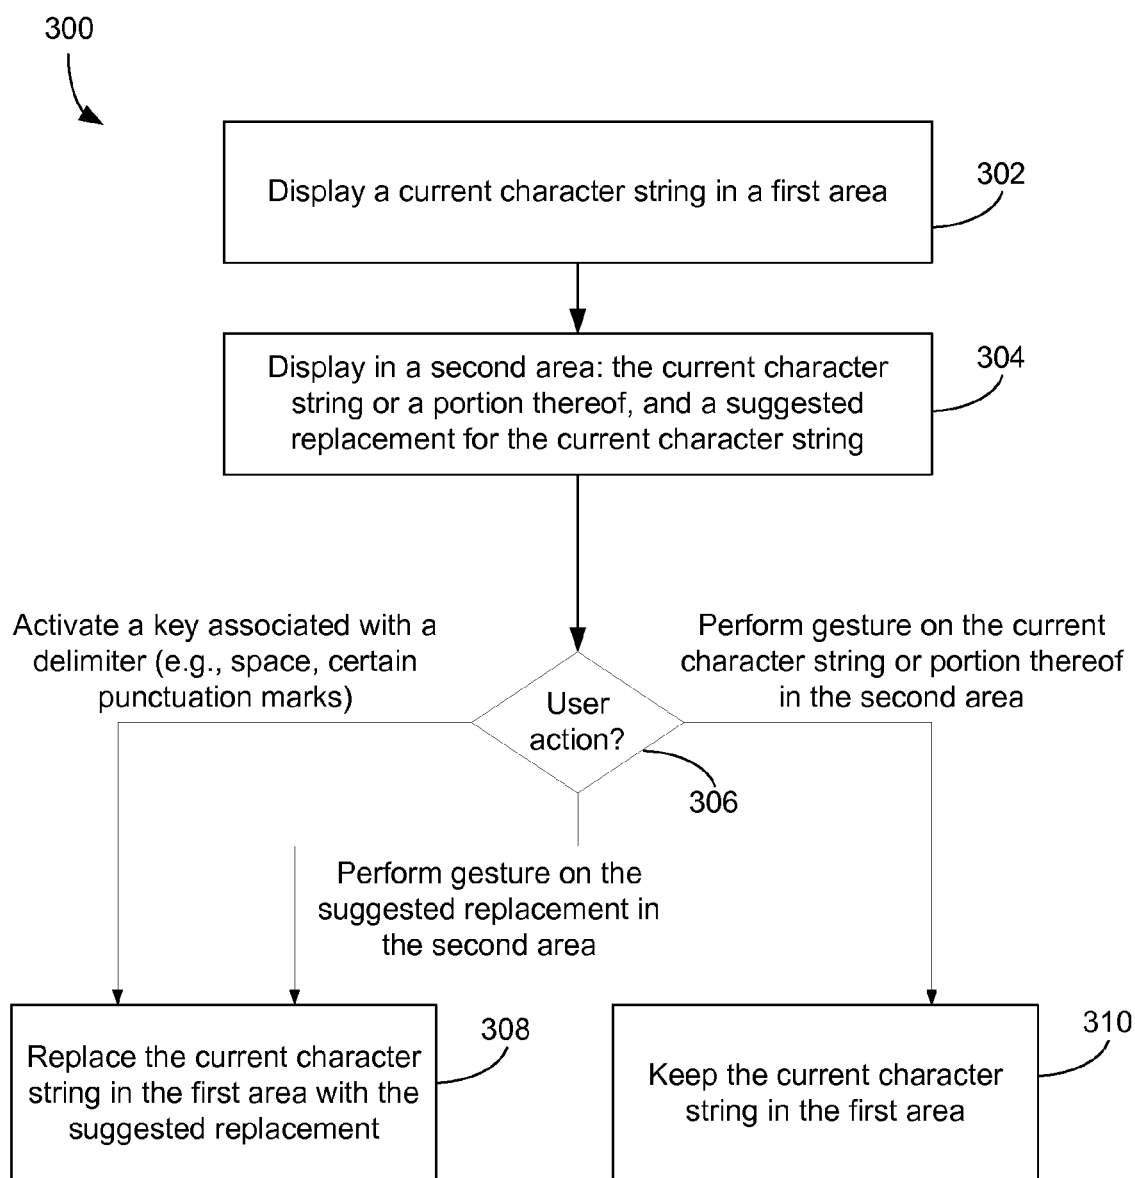 300
Display a current character string in a first area
302
Display in a second area: the current character
string or a portion thereof, and a suggested
replacement for the current character string
304
Activate a key associated with a
delimiter (e.g., space, certain
punctuation marks)
Perform gesture on the current
character string or portion thereof
in the second area
User
action?
306
Perform gesture on the
suggested replacement in
the second area
Replace the current character
string in the first area with the
suggested replacement
308
Keep the current character
string in the first area
310